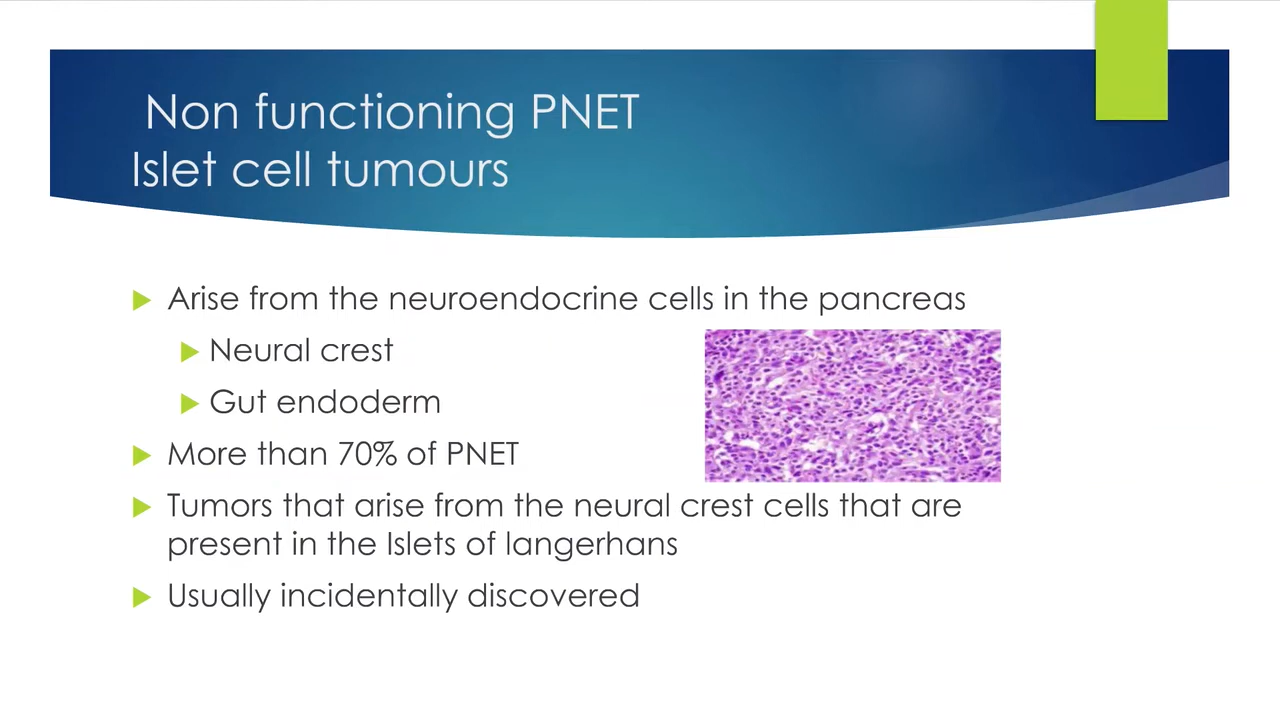 Non functioning PNET
Islet cell tumours
Arise from the neuroendocrine cells in the pancreas
Neural crest
Gut endoderm
More than 70% of PNET
Tumors that arise from the neural crest cells that are
present in the Islets of langerhans
Usually incidentally discovered